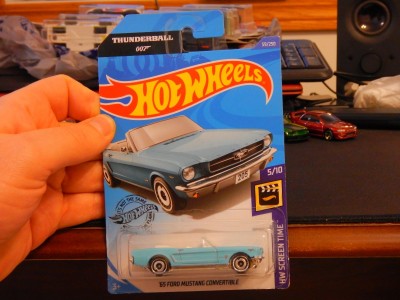 THUNDERBALL
007
HOT WHEELS
5/10
HW SCREEN TIME
'65 FORD MUSTANG CONVERTIBLE